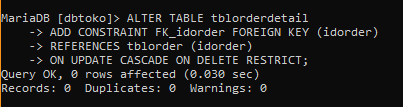 MariaDB [dbtoko]> ALTER TABLE tblorderdetail
-> ADD CONSTRAINT FK_idorder FOREIGN KEY (idorder)
-> REFERENCES tblorder (idorder)
-> ON UPDATE CASCADE ON DELETE RESTRICT;
Query OK, 0 rows affected (0.030 sec)
Records: 0  Duplicates: 0  Warnings: 0